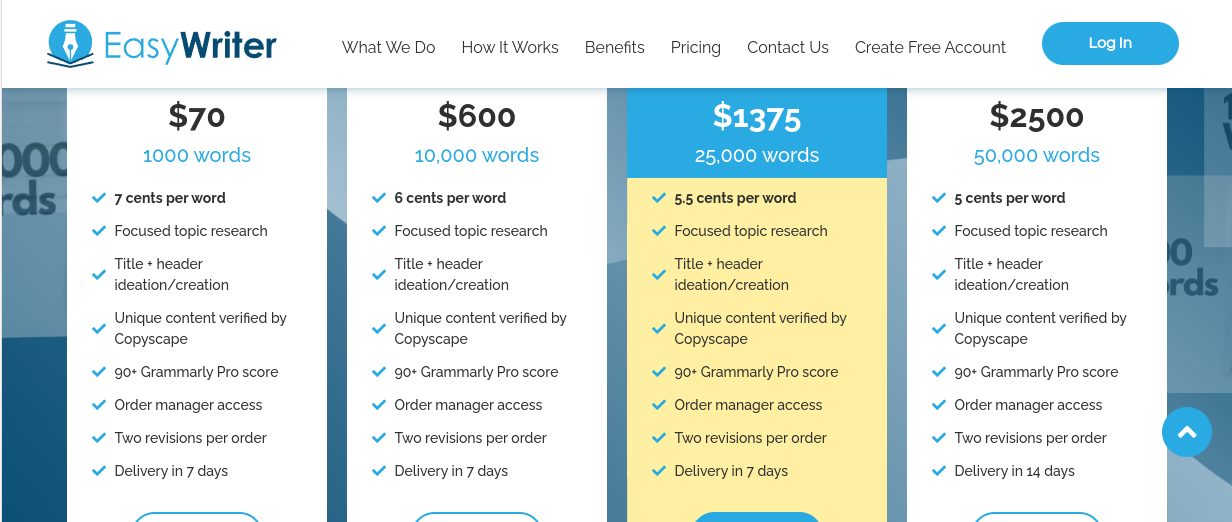 EasyWriter
What We Do
How It Works
Benefits
Pricing
Contact Us
Create Free Account
Log In
$70
1000 words
7 cents per word
Focused topic research
Title + header
ideation/creation
Unique content verified by
Copyscape
90+ Grammarly Pro score
Order manager access
Two revisions per order
Delivery in 7 days
$600
10,000 words
6 cents per word
Focused topic research
Title + header
ideation/creation
Unique content verified by
Copyscape
90+ Grammarly Pro score
Order manager access
Two revisions per order
Delivery in 7 days
$1375
25,000 words
5.5 cents per word
Focused topic research
Title + header
ideation/creation
Unique content verified by
Copyscape
90+ Grammarly Pro score
Order manager access
Two revisions per order
Delivery in 7 days
$2500
50,000 words
5 cents per word
Focused topic research
Title + header
ideation/creation
Unique content verified by
Copyscape
90+ Grammarly Pro score
Order manager access
Two revisions per order
Delivery in 14 days